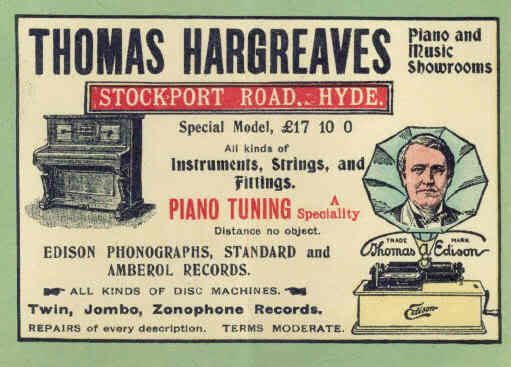 THOMAS HARGREAVES
Piano and
Music
Showrooms
STOCKPORT ROAD, HYDE.
Special Model, £17 10 0
All kinds of
Instruments, Strings, and
Fittings.
PIANO TUNING A Speciality
Distance no object.
EDISON PHONOGRAPHS, STANDARD and
AMBEROL RECORDS.
ALL KINDS OF DISC MACHINES.
Twin, Jombo, Zonophone Records.
REPAIRS of every description. TERMS MODERATE.
TRADE MARK
Thomas A Edison
Edison